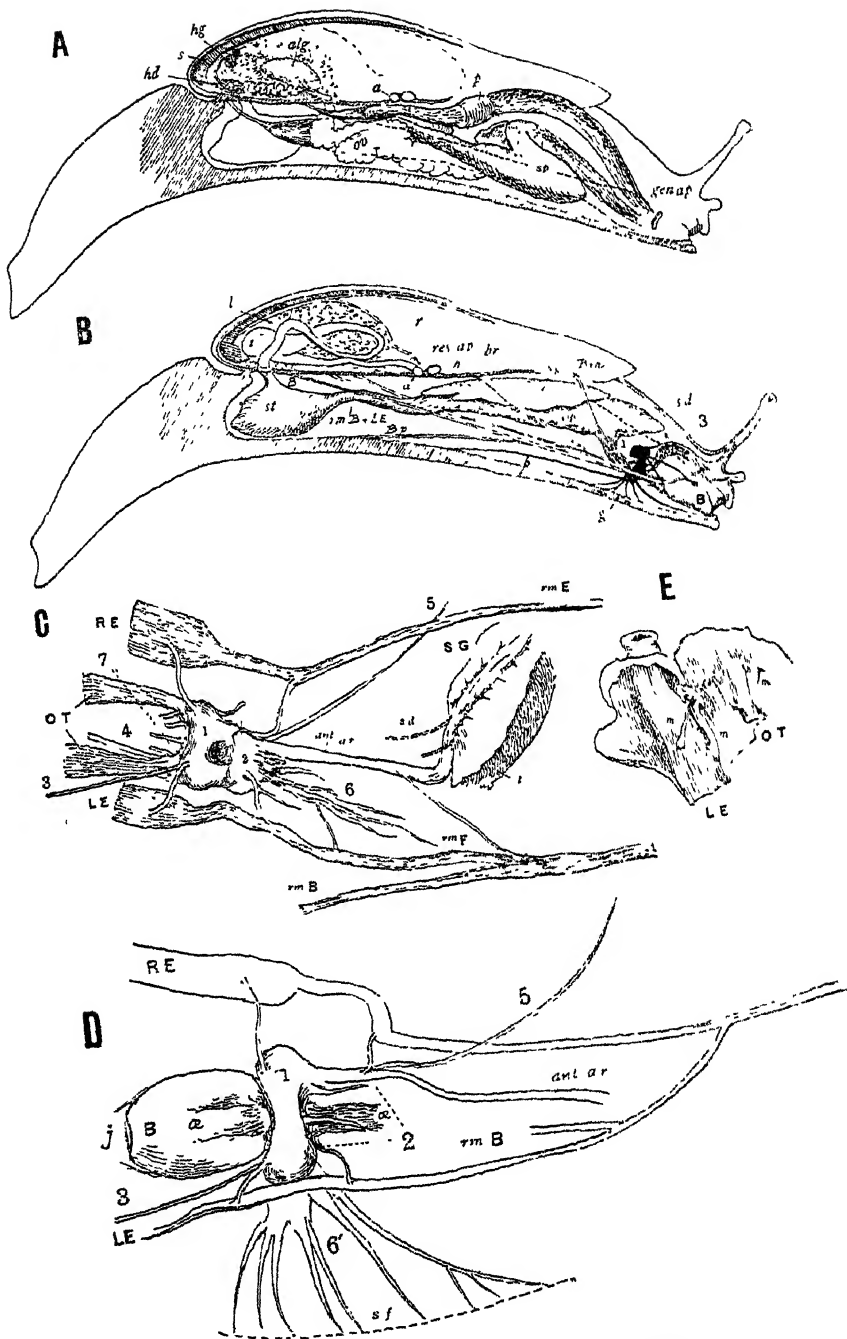 A
hg
s
alg
hd
a
ov
sp
gen ap
B
l
r
res ap br
h
t
B
a
sd
3
st
rm B + LE
B p
1
g
B
C
RE
5
rm E
SG
7
OT
4
1
2
sd
ant ar
3
6
t
LE
rm F
rm B
E
m
m
m
OT
LE
D
RE
5
1
ant ar
j
B
œ
œ
2
rm B
3
LE
6'
s f